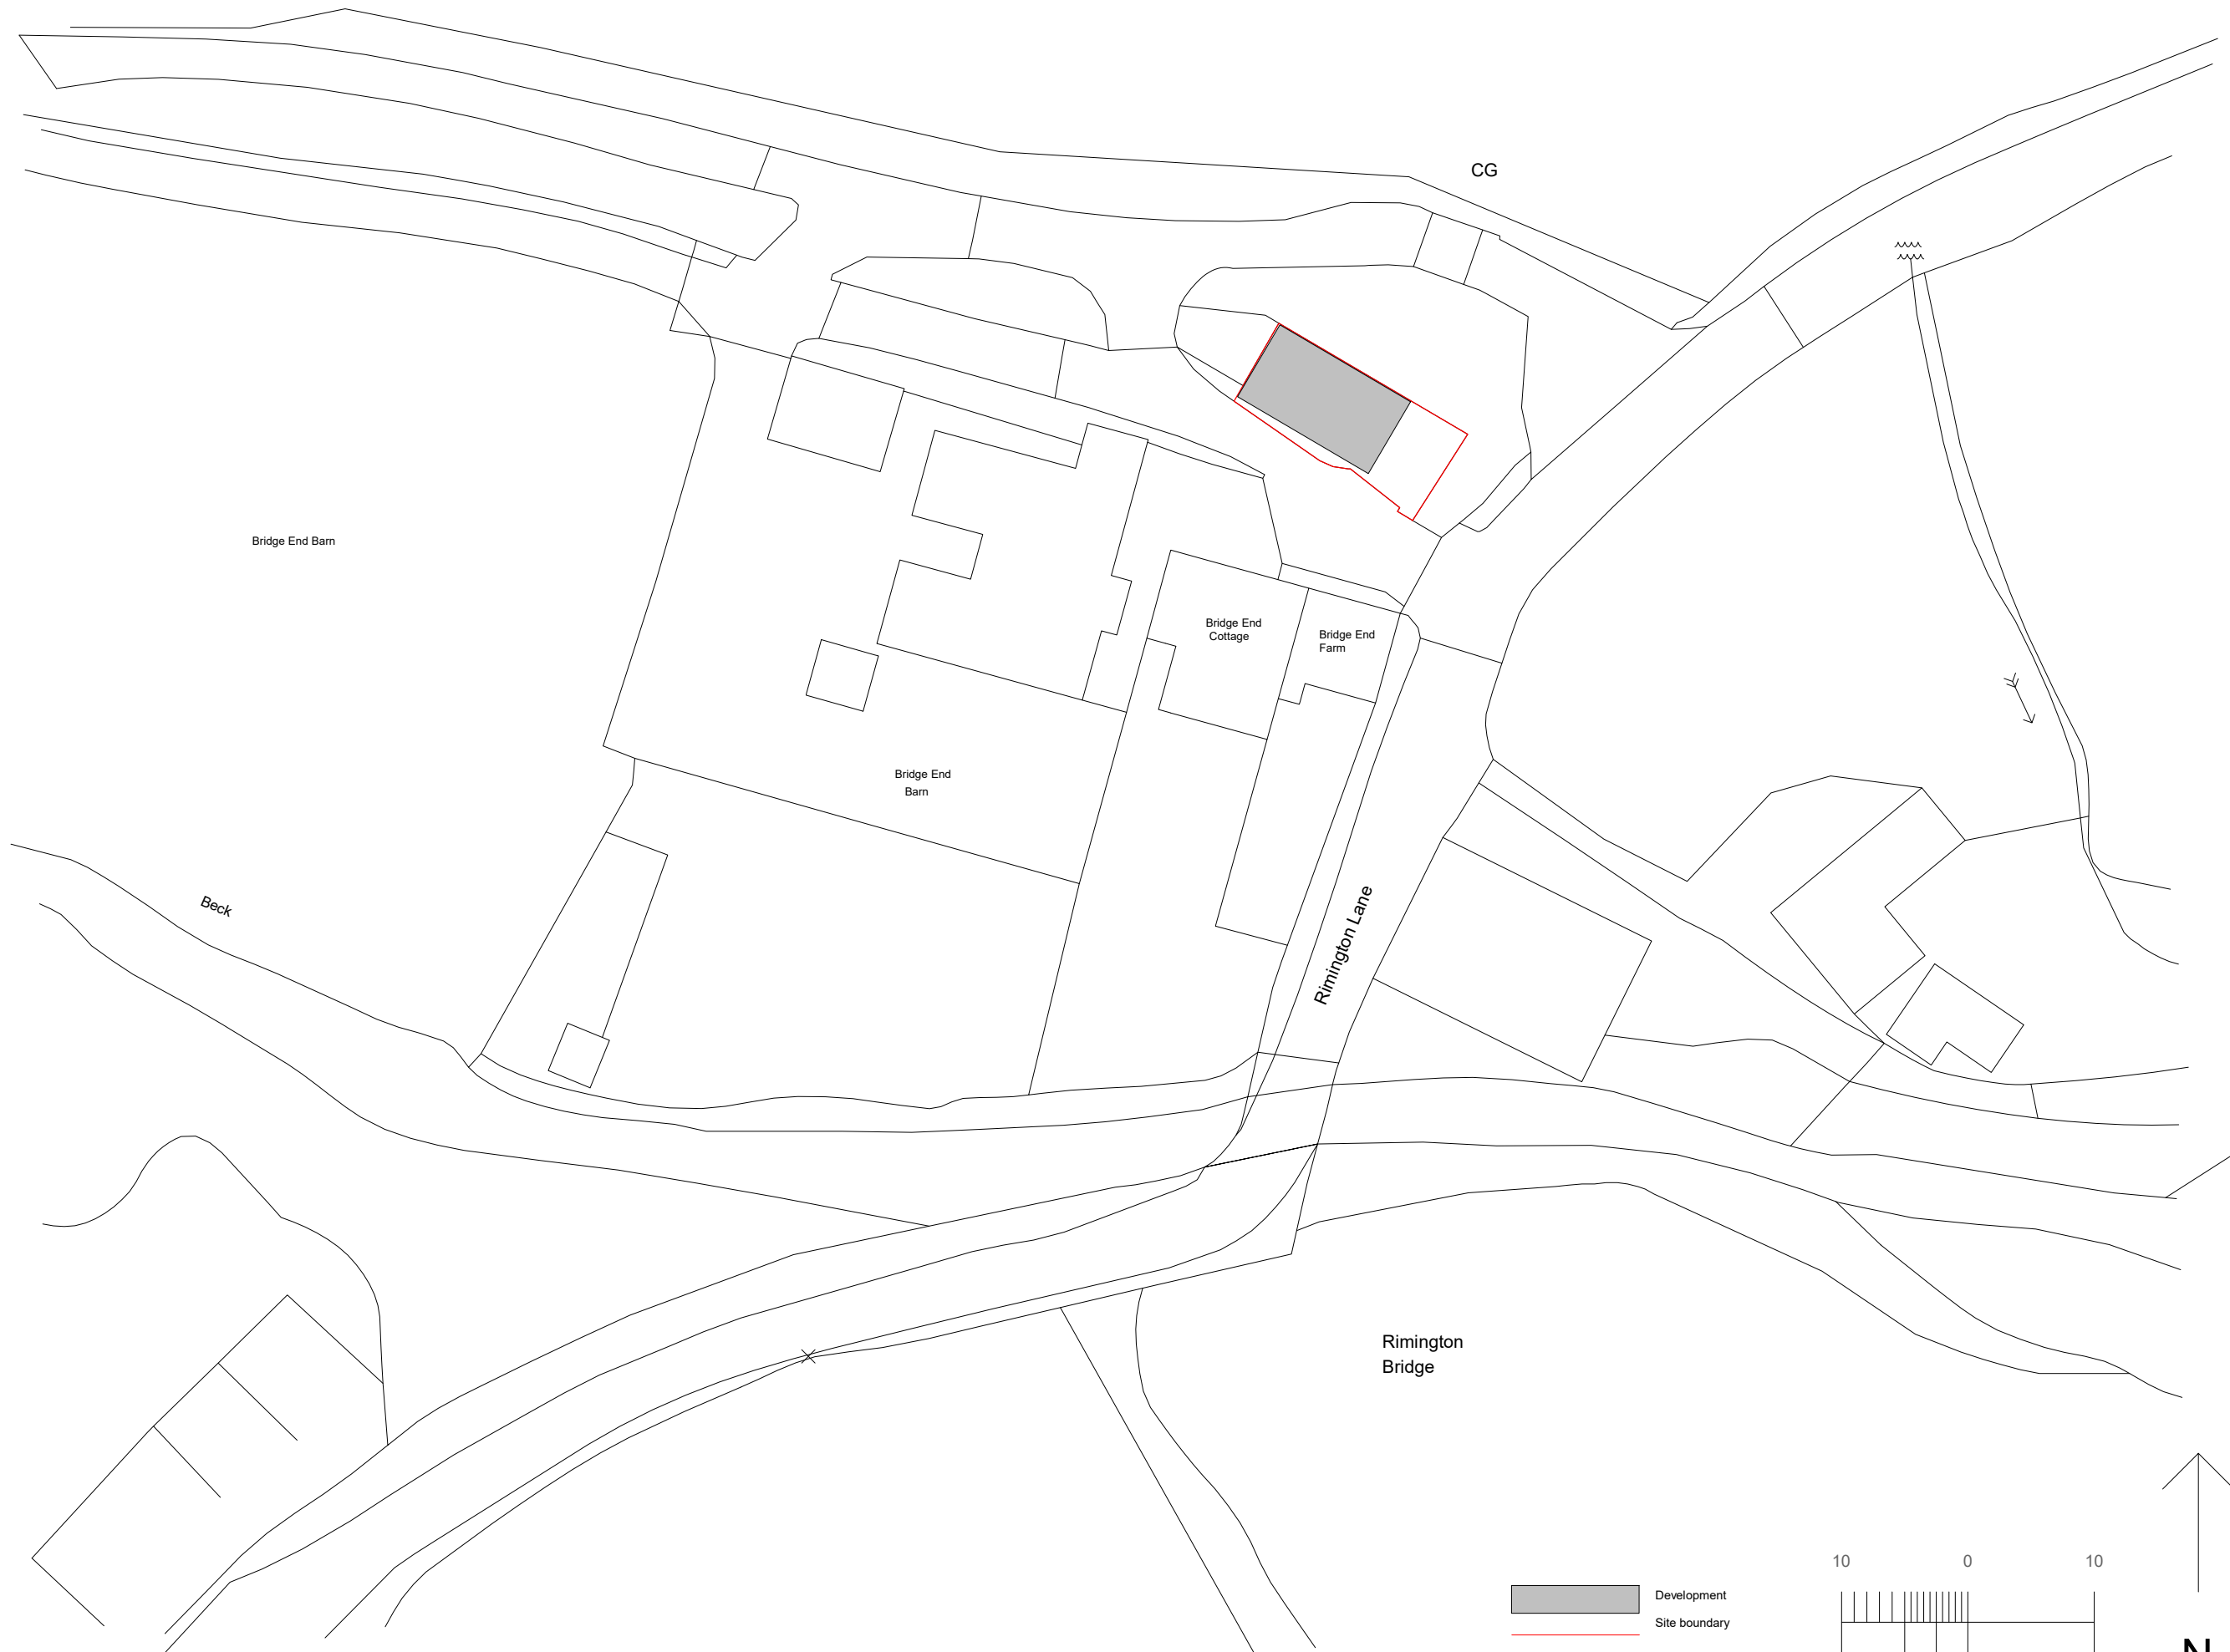 CG
Bridge End Barn
Bridge End
Cottage
Bridge End
Farm
Bridge End
Barn
Beck
Rimington Lane
Rimington
Bridge
10 0 10
Development
Site boundary
N